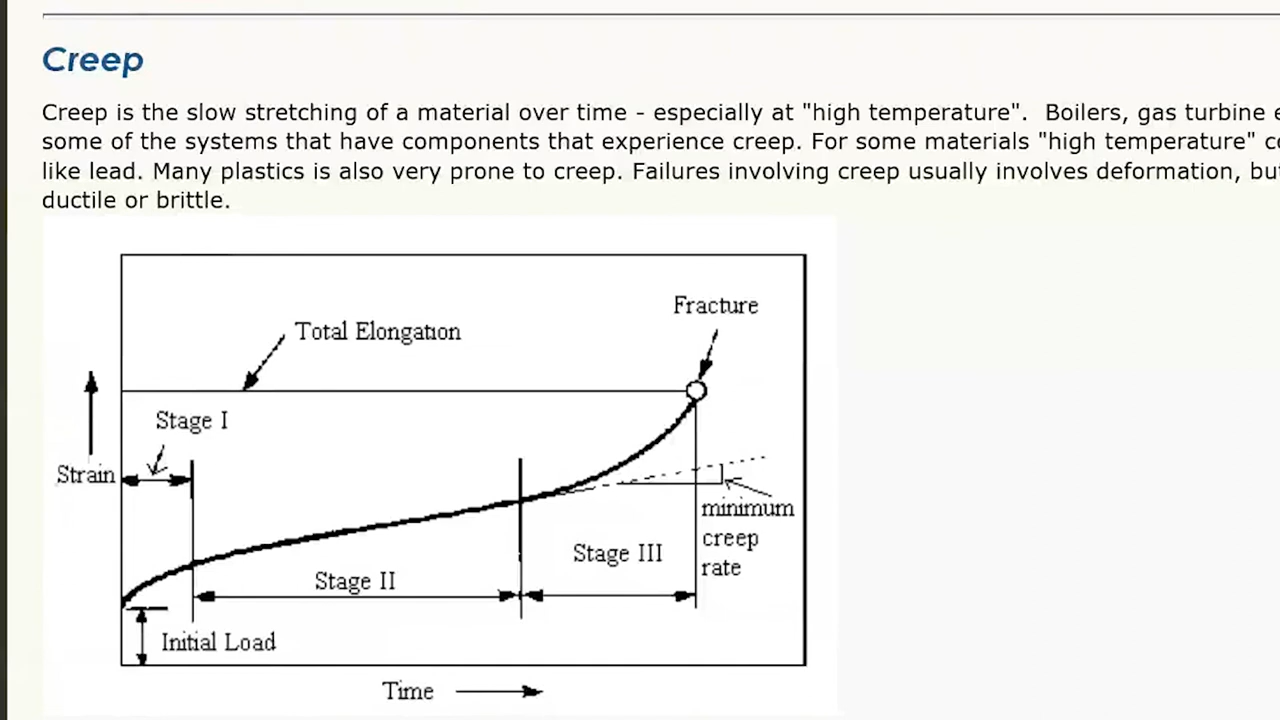 Creep
Creep is the slow stretching of a material over time - especially at "high temperature".  Boilers, gas turbine
some of the systems that have components that experience creep. For some materials "high temperature"
like lead. Many plastics is also very prone to creep. Failures involving creep usually involves deformation,
ductile or brittle.
Fracture
Total Elongation
Stage I
Strain
minimum
creep
rate
Stage III
Stage II
Initial Load
Time